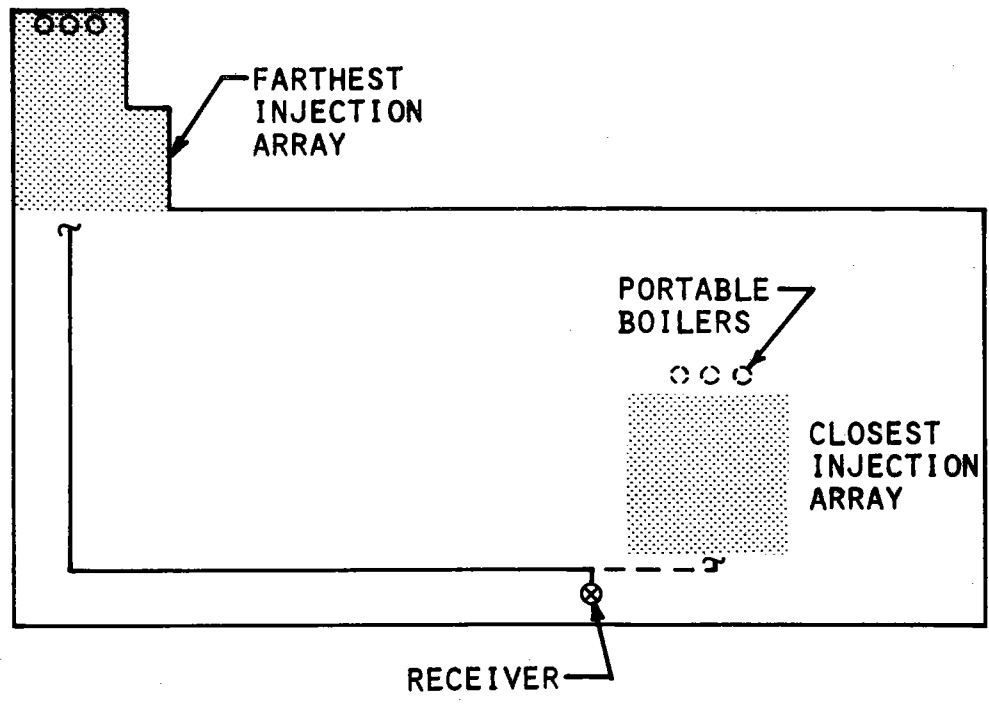 FARTHEST
INJECTION
ARRAY
PORTABLE
BOILERS
CLOSEST
INJECTION
ARRAY
RECEIVER